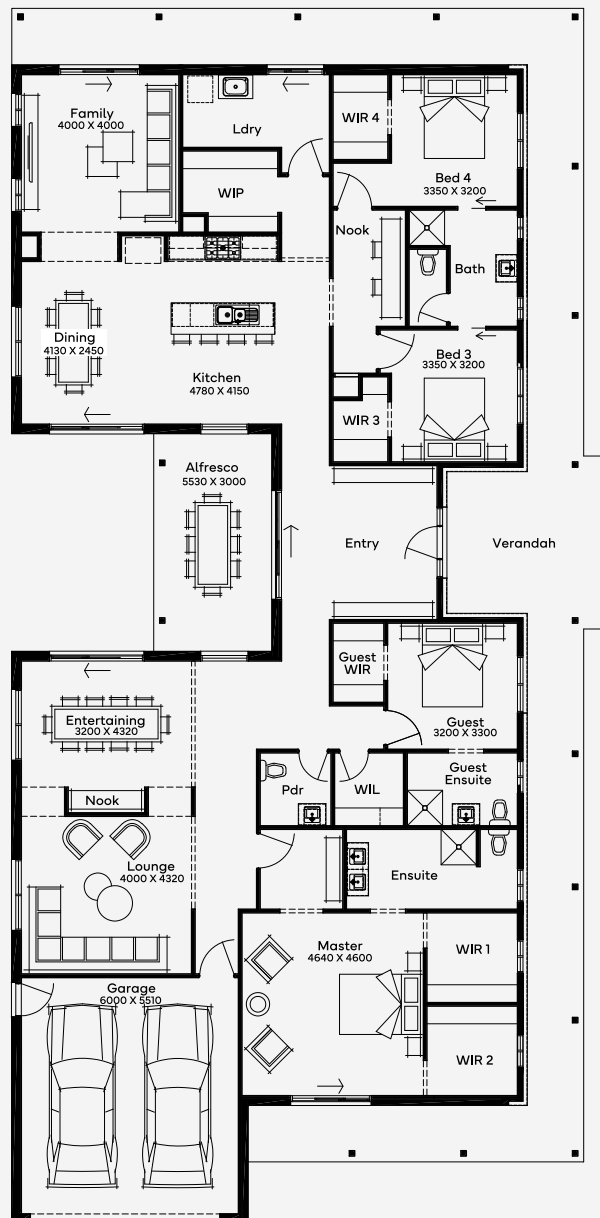 Family
4000 X 4000
Ldry
WIR 4
Bed 4
3350 X 3200
WIP
Nook
Bath
Dining
4130 X 2450
Kitchen
4780 X 4150
Bed 3
3350 X 3200
WIR 3
Alfresco
5530 X 3000
Entry
Verandah
Guest
WIR
Entertaining
3200 X 4320
Guest
3200 X 3300
Nook
Pdr
WIL
Guest
Ensuite
Lounge
4000 X 4320
Ensuite
Master
4640 X 4600
WIR 1
Garage
6000 X 5510
WIR 2